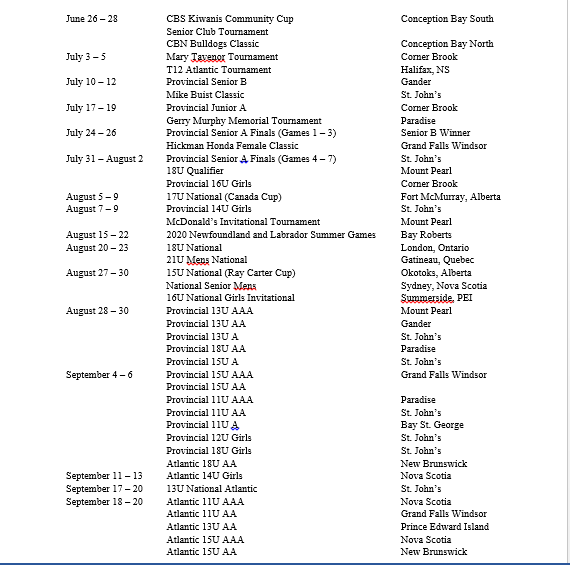 June 26 – 28 CBS Kiwanis Community Cup Conception Bay South
Senior Club Tournament
CBN Bulldogs Classic Conception Bay North
July 3 – 5 Mary Tavenor Tournament Corner Brook
T12 Atlantic Tournament Halifax, NS
July 10 – 12 Provincial Senior B Gander
Mike Buist Classic St. John’s
July 17 – 19 Provincial Junior A Corner Brook
Gerry Murphy Memorial Tournament Paradise
July 24 – 26 Provincial Senior A Finals (Games 1 – 3) Senior B Winner
Hickman Honda Female Classic Grand Falls Windsor
July 31 – August 2 Provincial Senior A Finals (Games 4 – 7) St. John’s
18U Qualifier Mount Pearl
Provincial 16U Girls Corner Brook
August 5 – 9 17U National (Canada Cup) Fort McMurray, Alberta
August 7 – 9 Provincial 14U Girls St. John’s
McDonald’s Invitational Tournament Mount Pearl
August 15 – 22 2020 Newfoundland and Labrador Summer Games Bay Roberts
August 20 – 23 18U National London, Ontario
21U Mens National Gatineau, Quebec
August 27 – 30 15U National (Ray Carter Cup) Okotoks, Alberta
National Senior Mens Sydney, Nova Scotia
16U National Girls Invitational Summerside, PEI
August 28 – 30 Provincial 13U AAA Mount Pearl
Provincial 13U AA Gander
Provincial 13U A St. John’s
Provincial 18U AA Paradise
Provincial 15U A St. John’s
September 4 – 6 Provincial 15U AAA Grand Falls Windsor
Provincial 15U AA
Provincial 11U AAA Paradise
Provincial 11U AA St. John’s
Provincial 11U A Bay St. George
Provincial 12U Girls St. John’s
Provincial 18U Girls St. John’s
Atlantic 18U AA New Brunswick
September 11 – 13 Atlantic 14U Girls Nova Scotia
September 17 – 20 13U National Atlantic St. John’s
September 18 – 20 Atlantic 11U AAA Nova Scotia
Atlantic 11U AA Grand Falls Windsor
Atlantic 13U AA Prince Edward Island
Atlantic 15U AAA Nova Scotia
Atlantic 15U AA New Brunswick